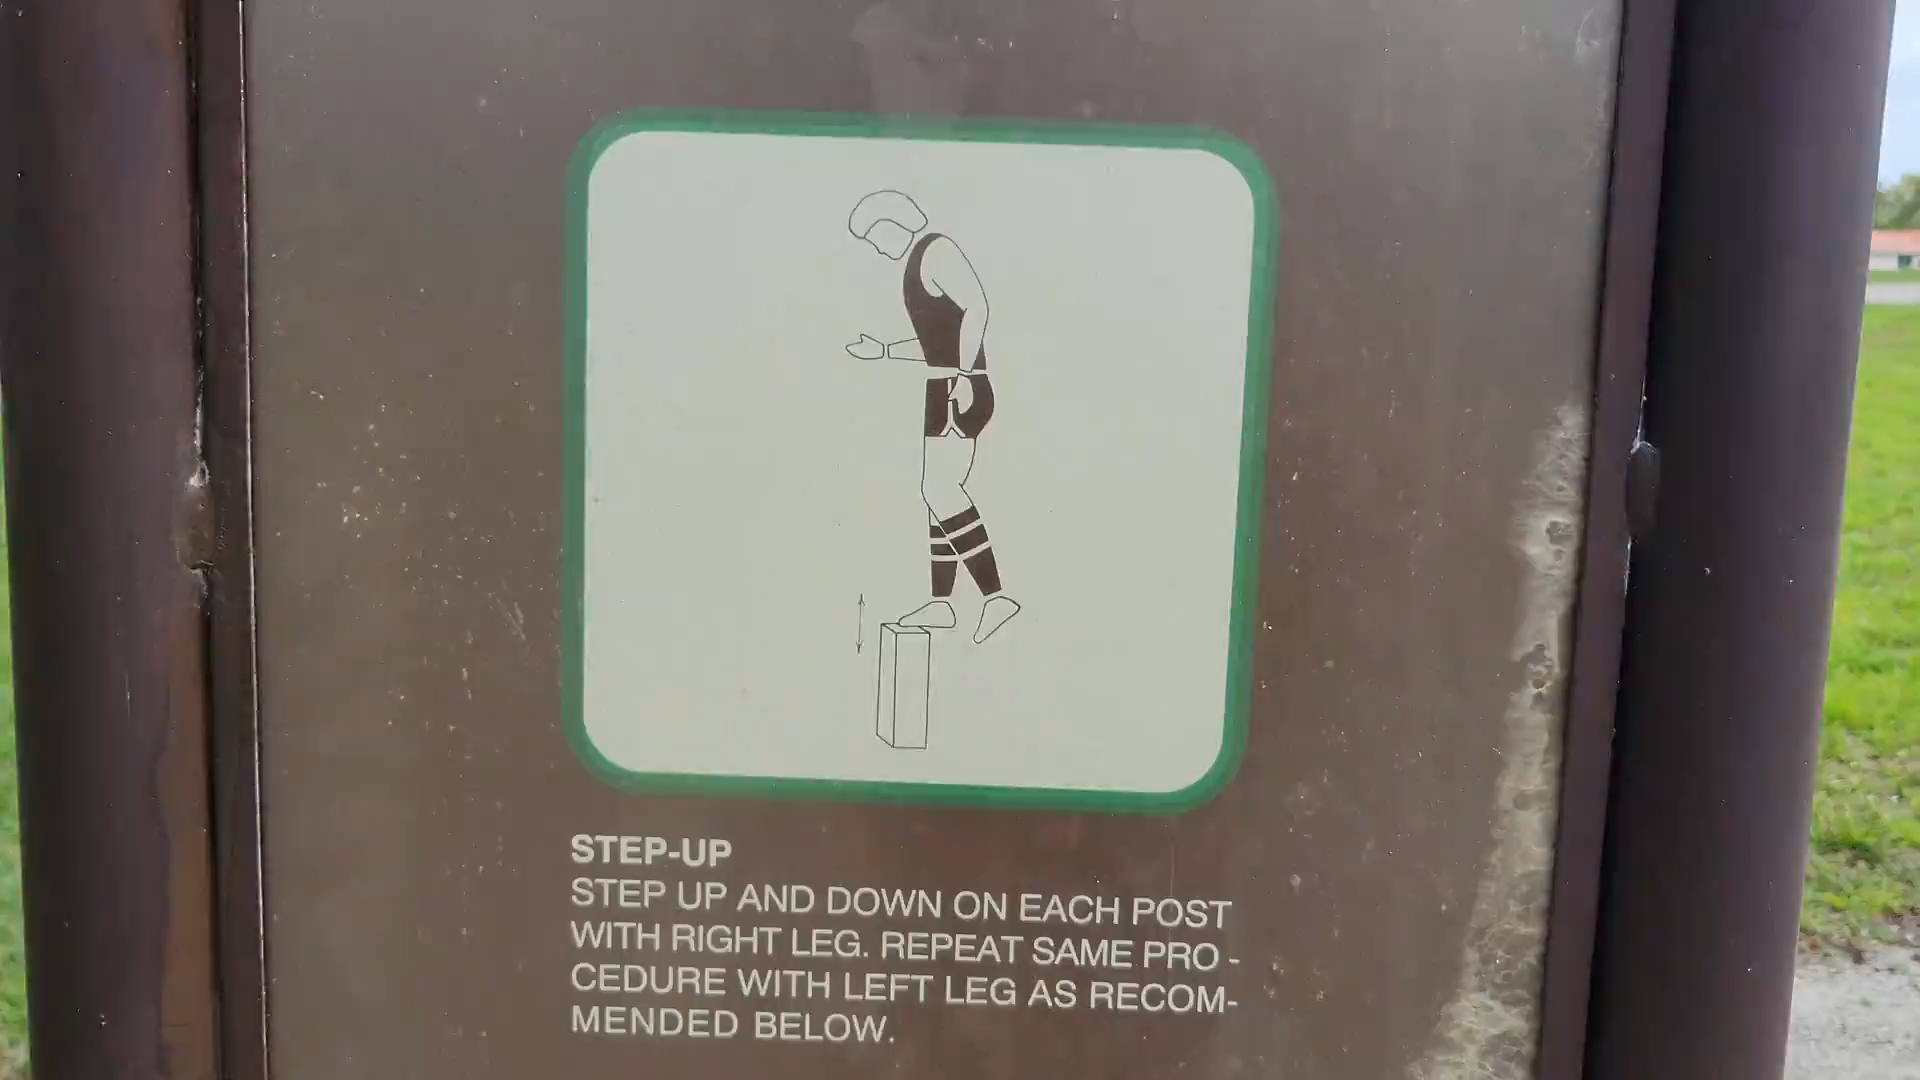 STEP-UP
STEP UP AND DOWN ON EACH POST
WITH RIGHT LEG. REPEAT SAME PRO -
CEDURE WITH LEFT LEG AS RECOM-
MENDED BELOW.